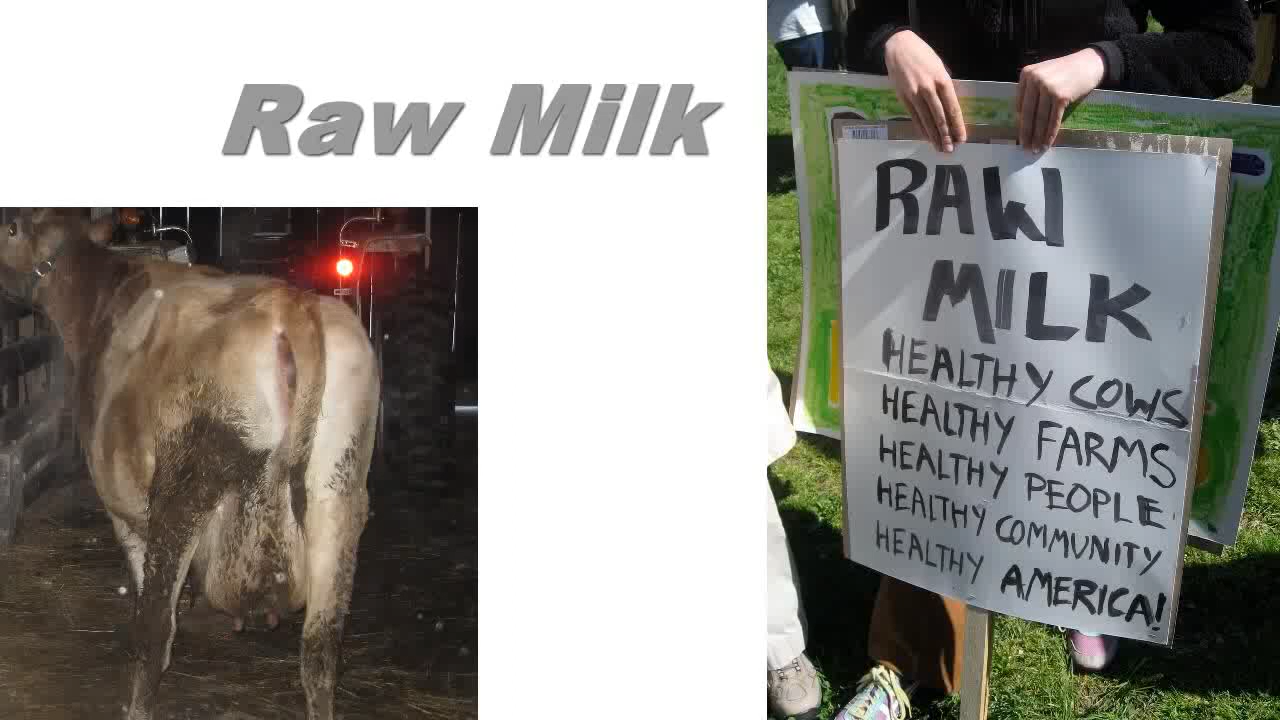 Raw Milk
RAW
MILK
HEALTHY COWS
HEALTHY FARMS
HEALTHY PEOPLE
HEALTHY COMMUNITY
HEALTHY AMERICA!